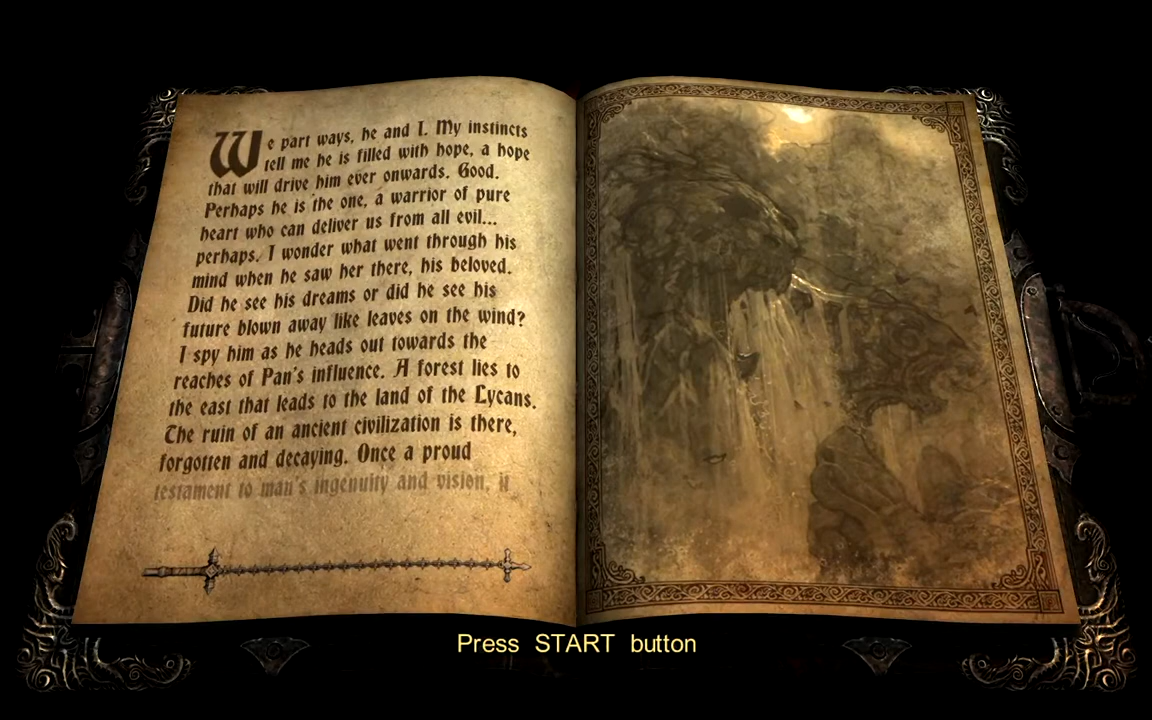 We part ways, he and I. My instincts
tell me he is filled with hope, a hope
that will drive him ever onwards. Good.
Perhaps he is the one, a warrior of pure
heart who can deliver us from all evil...
perhaps. I wonder what went through his
mind when he saw her there, his beloved.
Did he see his dreams or did he see his
future blown away like leaves on the wind?
I spy him as he heads out towards the
reaches of Pan's influence. A forest lies to
the east that leads to the land of the Lycans.
The ruin of an ancient civilization is there,
forgotten and decaying. Once a proud
testament to man's ingenuity and vision, it
Press START button